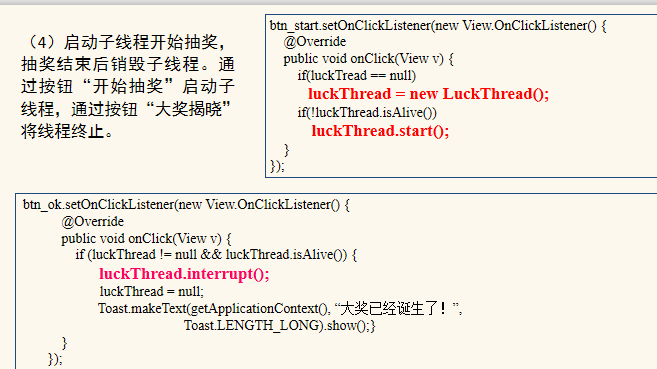 （4）启动子线程开始抽奖，
抽奖结束后销毁子线程。通
过按钮“开始抽奖”启动子
线程，通过按钮“大奖揭晓”
将线程终止。
btn_start.setOnClickListener(new View.OnClickListener() {
@Override
public void onClick(View v) {
if(luckTread == null)
luckThread = new LuckThread();
if(!luckThread.isAlive())
luckThread.start();
}
});
btn_ok.setOnClickListener(new View.OnClickListener() {
@Override
public void onClick(View v) {
if (luckThread != null && luckThread.isAlive()) {
luckThread.interrupt();
luckThread = null;
Toast.makeText(getApplicationContext(), “大奖已经诞生了！”,
Toast.LENGTH_LONG).show();}
}
});